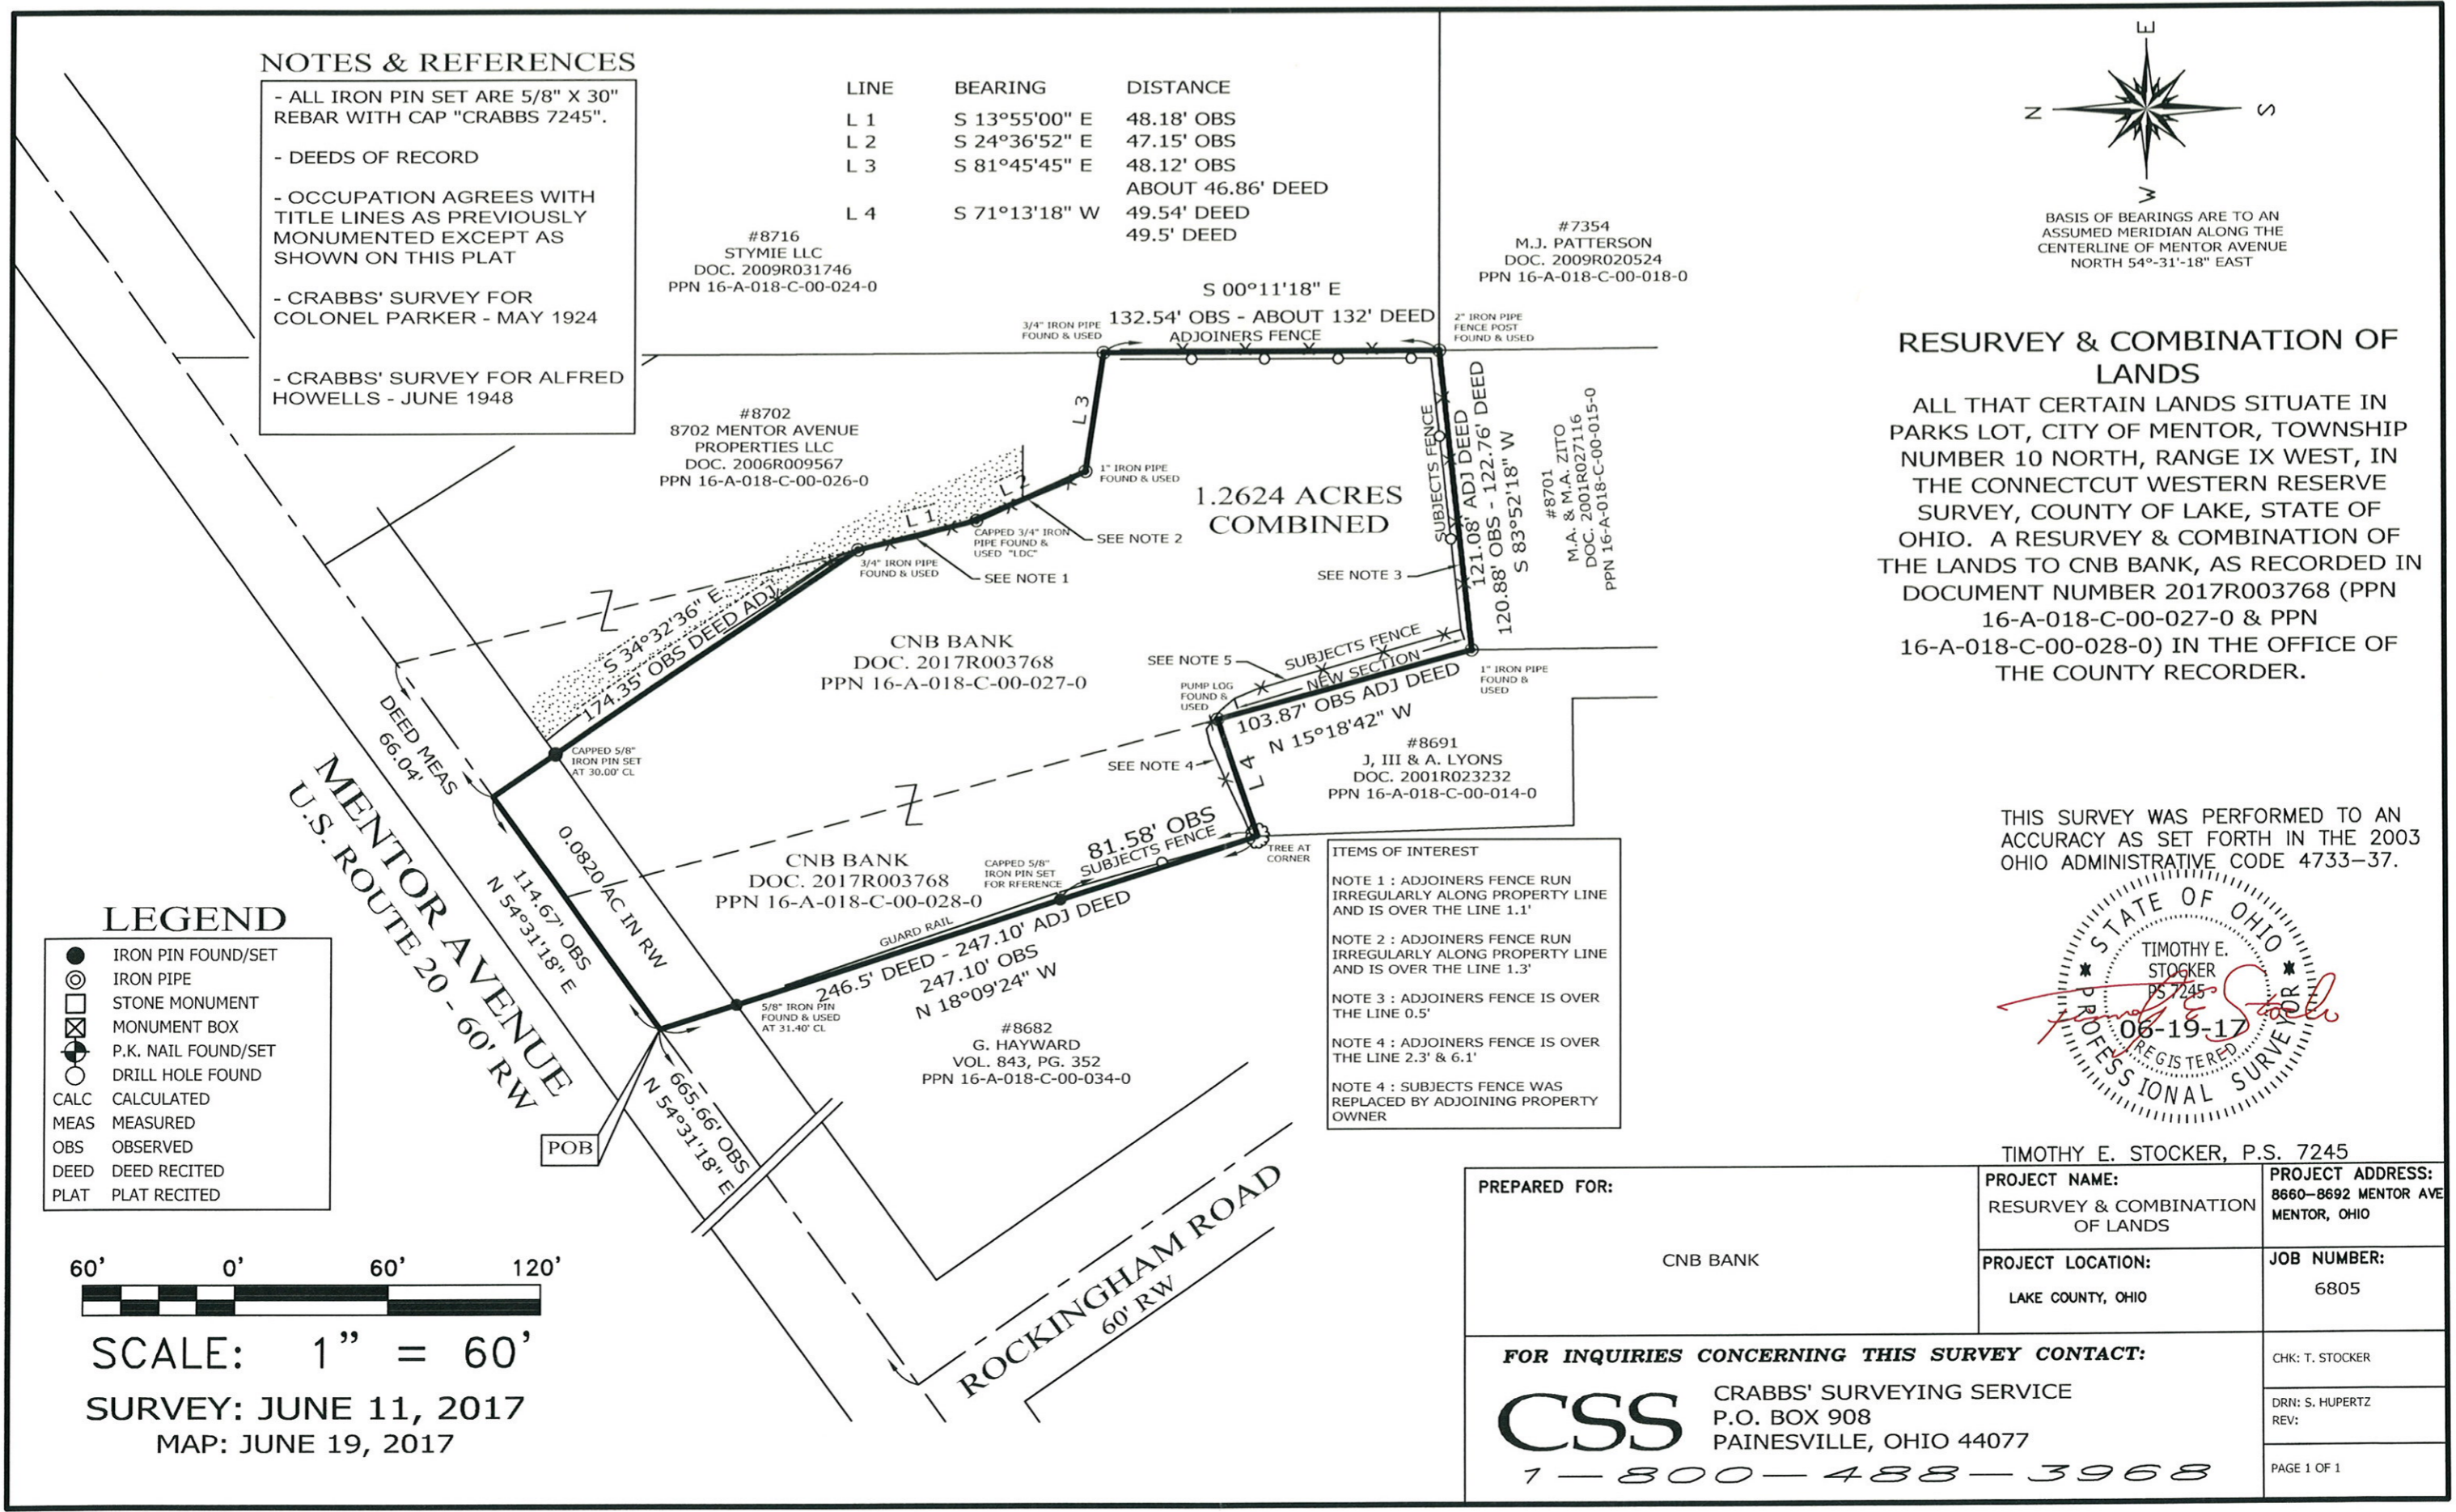 NOTES & REFERENCES
- ALL IRON PIN SET ARE 5/8" X 30"
REBAR WITH CAP "CRABBS 7245".
- DEEDS OF RECORD
- OCCUPATION AGREES WITH
TITLE LINES AS PREVIOUSLY
MONUMENTED EXCEPT AS
SHOWN ON THIS PLAT
- CRABBS' SURVEY FOR
COLONEL PARKER - MAY 1924
- CRABBS' SURVEY FOR ALFRED
HOWELLS - JUNE 1948
LINE BEARING DISTANCE
L 1 S 13°55'00" E 48.18' OBS
L 2 S 24°36'52" E 47.15' OBS
L 3 S 81°45'45" E 48.12' OBS
ABOUT 46.86' DEED
L 4 S 71°13'18" W 49.54' DEED
49.5' DEED
#8716
STYMIE LLC
DOC. 2009R031746
PPN 16-A-018-C-00-024-0
#7354
M.J. PATTERSON
DOC. 2009R020524
PPN 16-A-018-C-00-018-0
E
N
S
W
BASIS OF BEARINGS ARE TO AN
ASSUMED MERIDIAN ALONG THE
CENTERLINE OF MENTOR AVENUE
NORTH 54°-31'-18" EAST
S 00°11'18" E
132.54' OBS - ABOUT 132' DEED
ADJOINERS FENCE
3/4" IRON PIPE
FOUND & USED
2" IRON PIPE
FENCE POST
FOUND & USED
RESURVEY & COMBINATION OF
LANDS
ALL THAT CERTAIN LANDS SITUATE IN
PARKS LOT, CITY OF MENTOR, TOWNSHIP
NUMBER 10 NORTH, RANGE IX WEST, IN
THE CONNECTCUT WESTERN RESERVE
SURVEY, COUNTY OF LAKE, STATE OF
OHIO. A RESURVEY & COMBINATION OF
THE LANDS TO CNB BANK, AS RECORDED IN
DOCUMENT NUMBER 2017R003768 (PPN
16-A-018-C-00-027-0 & PPN
16-A-018-C-00-028-0) IN THE OFFICE OF
THE COUNTY RECORDER.
#8702
8702 MENTOR AVENUE
PROPERTIES LLC
DOC. 2006R009567
PPN 16-A-018-C-00-026-0
L 3
1" IRON PIPE
FOUND & USED
L 2
L 1
1.2624 ACRES
COMBINED
SUBJECTS FENCE
121.08' ADJ DEED
120.88' OBS - 122.76' DEED
S 83°52'18" W
#8701
M.A. & M.A. ZITO
DOC. 2001R027116
PPN 16-A-018-C-00-015-0
CAPPED 3/4" IRON
PIPE FOUND &
USED "LDC"
SEE NOTE 2
3/4" IRON PIPE
FOUND & USED
SEE NOTE 1
SEE NOTE 3
S 34°32'36" E
174.35' OBS DEED ADJ
CNB BANK
DOC. 2017R003768
PPN 16-A-018-C-00-027-0
SEE NOTE 5
SUBJECTS FENCE
NEW SECTION
PUMP LOG
FOUND &
USED
103.87' OBS ADJ DEED
N 15°18'42" W
1" IRON PIPE
FOUND &
USED
DEED MEAS
66.04'
CAPPED 5/8"
IRON PIN SET
AT 30.00' CL
SEE NOTE 4
L 4
#8691
J, III & A. LYONS
DOC. 2001R023232
PPN 16-A-018-C-00-014-0
MENTOR AVENUE
U.S. ROUTE 20 - 60' RW
0.0820 AC IN RW
114.67' OBS
N 54°31'18" E
CNB BANK
DOC. 2017R003768
PPN 16-A-018-C-00-028-0
CAPPED 5/8"
IRON PIN SET
FOR RFERENCE
81.58' OBS
SUBJECTS FENCE
TREE AT
CORNER
GUARD RAIL
246.5' DEED - 247.10' ADJ DEED
247.10' OBS
N 18°09'24" W
5/8" IRON PIN
FOUND & USED
AT 31.40' CL
#8682
G. HAYWARD
VOL. 843, PG. 352
PPN 16-A-018-C-00-034-0
ITEMS OF INTEREST
NOTE 1 : ADJOINERS FENCE RUN
IRREGULARLY ALONG PROPERTY LINE
AND IS OVER THE LINE 1.1'
NOTE 2 : ADJOINERS FENCE RUN
IRREGULARLY ALONG PROPERTY LINE
AND IS OVER THE LINE 1.3'
NOTE 3 : ADJOINERS FENCE IS OVER
THE LINE 0.5'
NOTE 4 : ADJOINERS FENCE IS OVER
THE LINE 2.3' & 6.1'
NOTE 4 : SUBJECTS FENCE WAS
REPLACED BY ADJOINING PROPERTY
OWNER
THIS SURVEY WAS PERFORMED TO AN
ACCURACY AS SET FORTH IN THE 2003
OHIO ADMINISTRATIVE CODE 4733-37.
STATE OF OHIO
TIMOTHY E.
STOCKER
PS 7245
06-19-17
REGISTERED
PROFESSIONAL SURVEYOR
TIMOTHY E. STOCKER, P.S. 7245
LEGEND
IRON PIN FOUND/SET
IRON PIPE
STONE MONUMENT
MONUMENT BOX
P.K. NAIL FOUND/SET
DRILL HOLE FOUND
CALC CALCULATED
MEAS MEASURED
OBS OBSERVED
DEED DEED RECITED
PLAT PLAT RECITED
POB
665.66' OBS
N 54°31'18" E
ROCKINGHAM ROAD
60' RW
60' 0' 60' 120'
SCALE: 1" = 60'
SURVEY: JUNE 11, 2017
MAP: JUNE 19, 2017
PREPARED FOR:
CNB BANK
PROJECT NAME:
RESURVEY & COMBINATION
OF LANDS
PROJECT ADDRESS:
8660-8692 MENTOR AVE
MENTOR, OHIO
PROJECT LOCATION:
LAKE COUNTY, OHIO
JOB NUMBER:
6805
FOR INQUIRIES CONCERNING THIS SURVEY CONTACT:
CSS
CRABBS' SURVEYING SERVICE
P.O. BOX 908
PAINESVILLE, OHIO 44077
1-800-488-3968
CHK: T. STOCKER
DRN: S. HUPERTZ
REV:
PAGE 1 OF 1